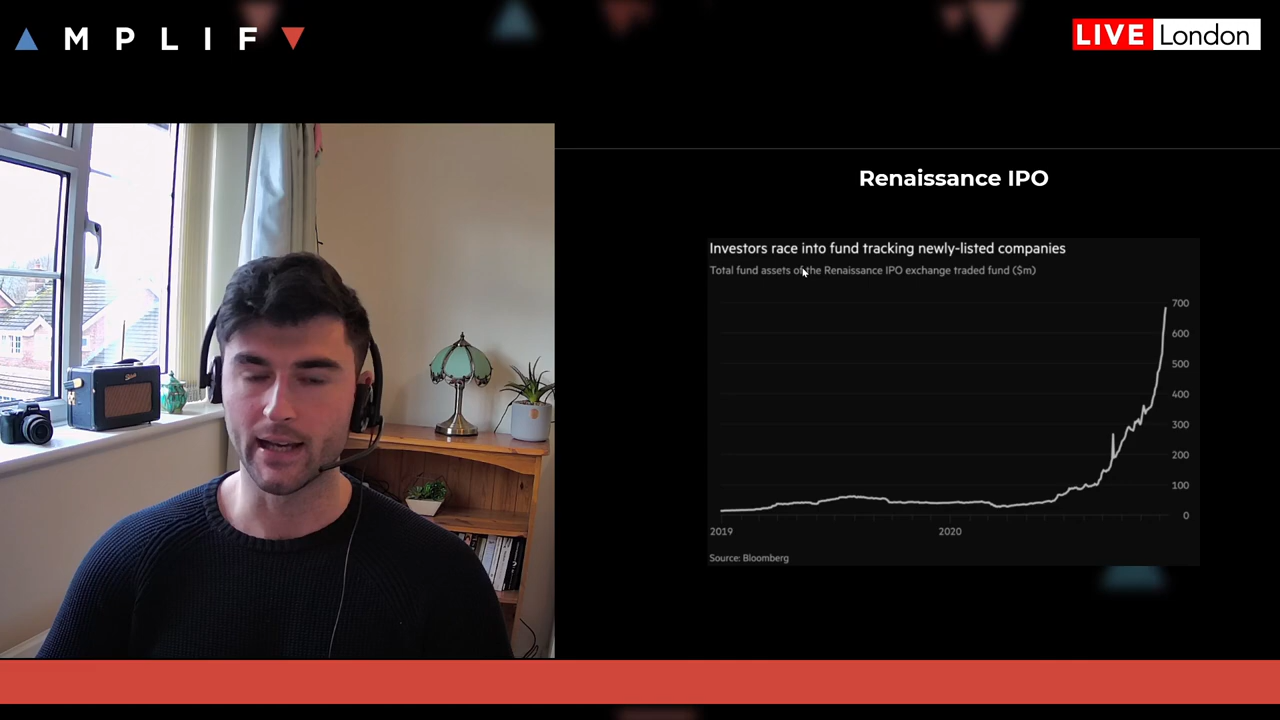 MPLIF
LIVE London
Renaissance IPO
Investors race into fund tracking newly-listed companies
Total fund assets of the Renaissance IPO exchange traded fund ($m)
700
600
500
400
300
200
100
0
2019
2020
Source: Bloomberg